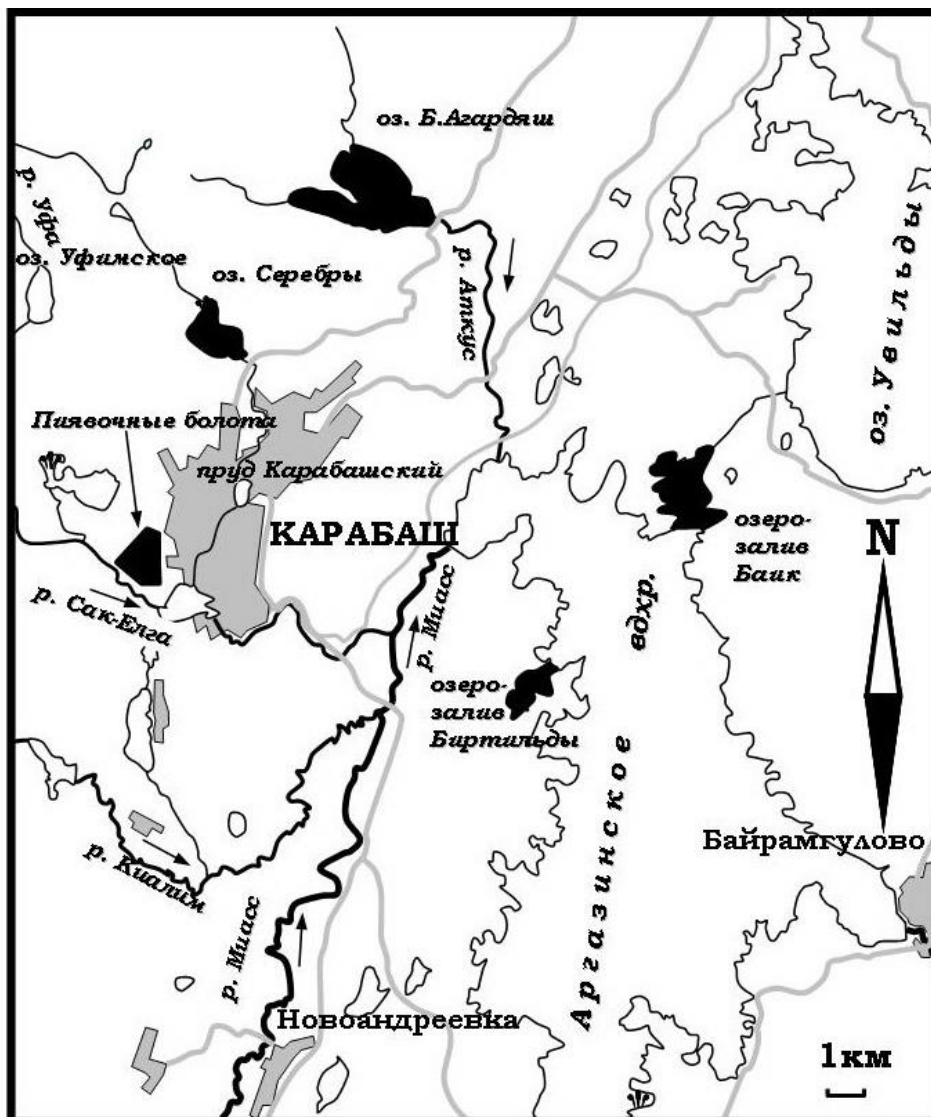 оз. Б.Агардяш
р. Уфа
оз. Уфимское
оз. Серебры
р. Аткус
оз. Увильды
Пиявочные болота
пруд Карабашский
КАРАБАШ
озеро-
залив
Баик
N
р. Сак-Елга
р. Миасс
вдхр.
озеро-
залив
Биртильды
Аргазинское
Байрамгулово
р. Киалим
р. Миасс
Новоандреевка
1км